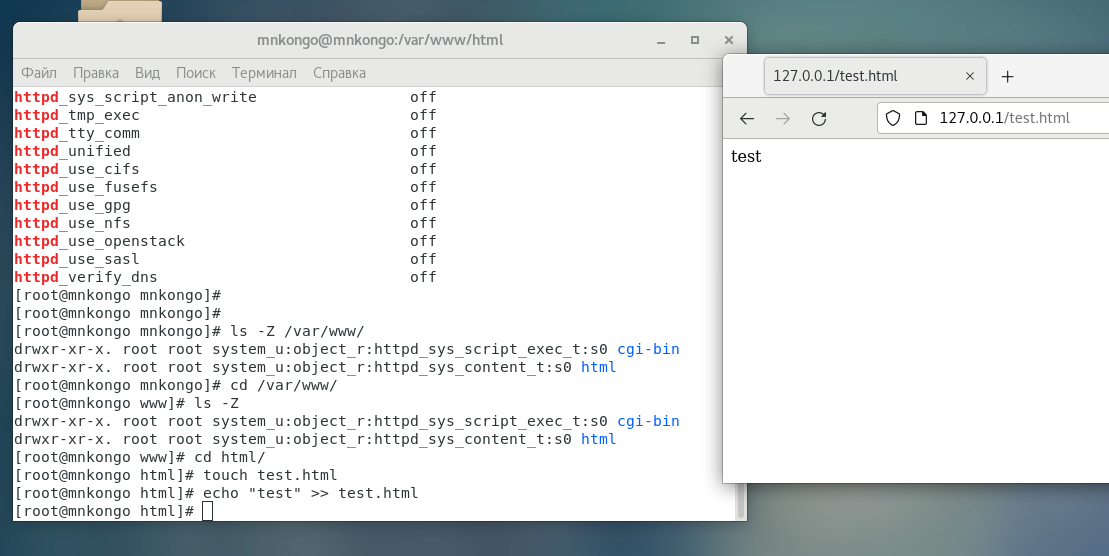 mnkongo@mnkongo:/var/www/html
Файл Правка Вид Поиск Терминал Справка
httpd_sys_script_anon_write off
httpd_tmp_exec off
httpd_tty_comm off
httpd_unified off
httpd_use_cifs off
httpd_use_fusefs off
httpd_use_gpg off
httpd_use_nfs off
httpd_use_openstack off
httpd_use_sasl off
httpd_verify_dns off
[root@mnkongo mnkongo]#
[root@mnkongo mnkongo]#
[root@mnkongo mnkongo]# ls -Z /var/www/
drwxr-xr-x. root root system_u:object_r:httpd_sys_script_exec_t:s0 cgi-bin
drwxr-xr-x. root root system_u:object_r:httpd_sys_content_t:s0 html
[root@mnkongo mnkongo]# cd /var/www/
[root@mnkongo www]# ls -Z
drwxr-xr-x. root root system_u:object_r:httpd_sys_script_exec_t:s0 cgi-bin
drwxr-xr-x. root root system_u:object_r:httpd_sys_content_t:s0 html
[root@mnkongo www]# cd html/
[root@mnkongo html]# touch test.html
[root@mnkongo html]# echo "test" >> test.html
[root@mnkongo html]#
127.0.0.1/test.html
127.0.0.1/test.html
test